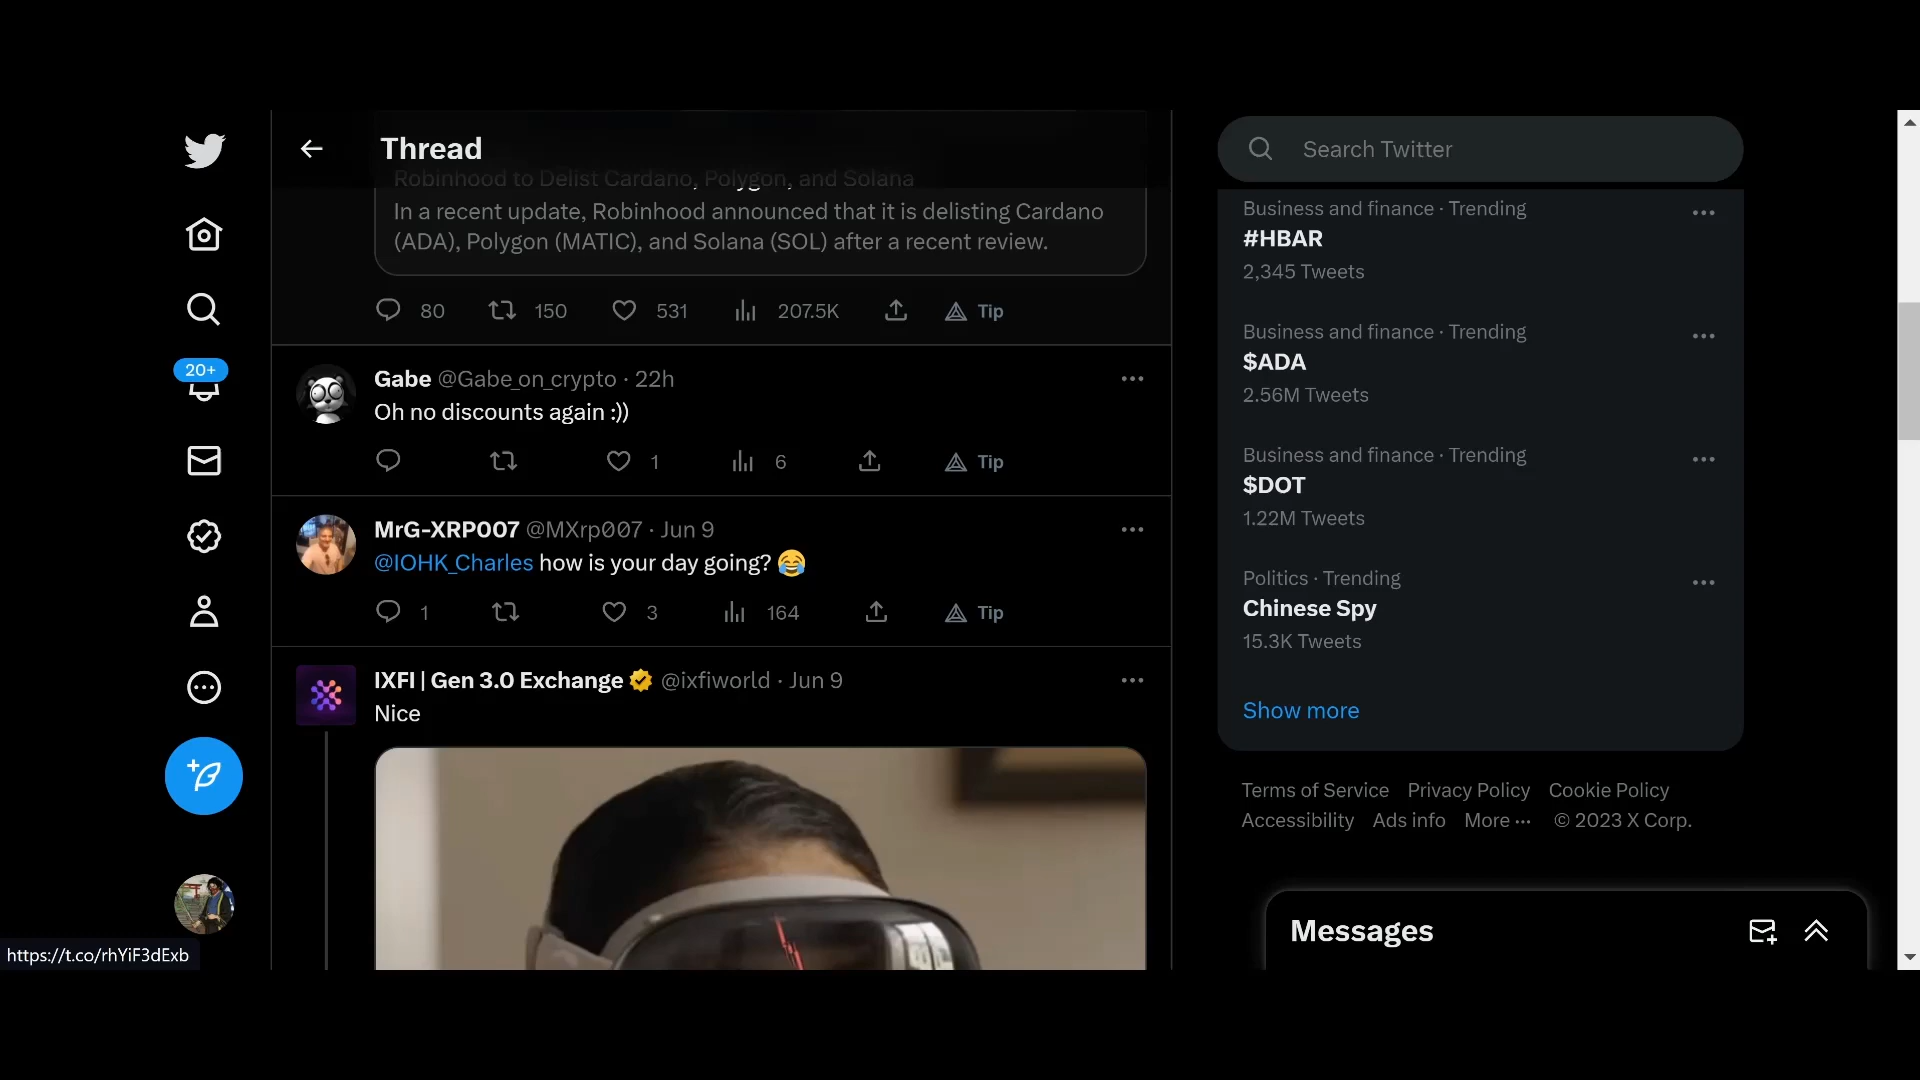 Thread
Robinhood to Delist Cardano, Polygon, and Solana
In a recent update, Robinhood announced that it is delisting Cardano
(ADA), Polygon (MATIC), and Solana (SOL) after a recent review.
80 150 531 207.5K Tip
Gabe @Gabe_on_crypto · 22h
Oh no discounts again :))
1 6 Tip
MrG-XRP007 @MXrp007 · Jun 9
@IOHK_Charles how is your day going? 😂
1 3 164 Tip
IXFI | Gen 3.0 Exchange @ixfiworld · Jun 9
Nice
20+
https://t.co/rhYiF3dExb
Search Twitter
Business and finance · Trending
#HBAR
2,345 Tweets
Business and finance · Trending
$ADA
2.56M Tweets
Business and finance · Trending
$DOT
1.22M Tweets
Politics · Trending
Chinese Spy
15.3K Tweets
Show more
Terms of Service Privacy Policy Cookie Policy
Accessibility Ads info More ··· © 2023 X Corp.
Messages